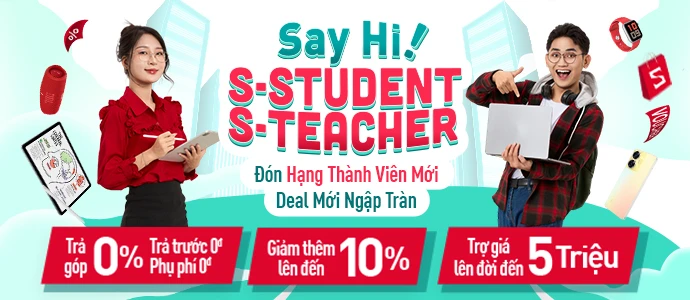 Say Hi!
S-STUDENT
S-TEACHER
Đón Hạng Thành Viên Mới
Deal Mới Ngập Tràn
Trả góp 0% Trả trước 0đ Phụ phí 0đ
Giảm thêm lên đến 10%
Trợ giá lên đời đến 5 Triệu
%
S
VOUCHER